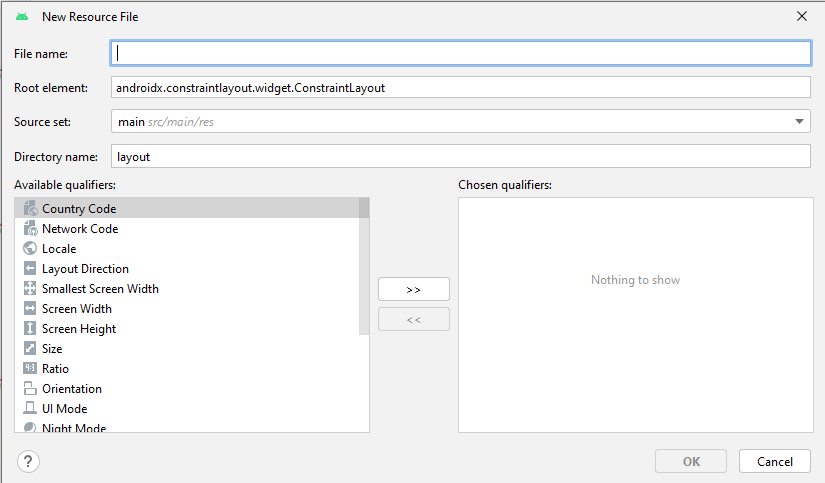 New Resource File
File name:
Root element: androidx.constraintlayout.widget.ConstraintLayout
Source set: main src/main/res
Directory name: layout
Available qualifiers: Chosen qualifiers:
Country Code
Network Code
Locale
Layout Direction
Smallest Screen Width
Screen Width
Screen Height
Size
Ratio
Orientation
UI Mode
Night Mode
>>
<<
Nothing to show
?
OK Cancel